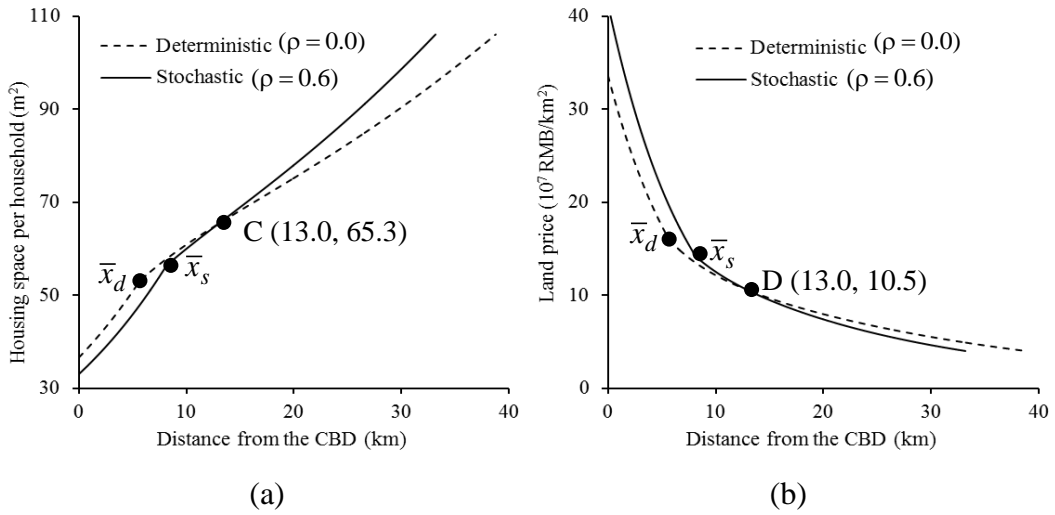 110
90
70
50
30
Housing space per household (m²)
Deterministic (ρ = 0.0)
Stochastic (ρ = 0.6)
C (13.0, 65.3)
x̅d
x̅s
0
10
20
30
40
Distance from the CBD (km)
(a)
40
30
20
10
0
Land price (10⁷ RMB/km²)
Deterministic (ρ = 0.0)
Stochastic (ρ = 0.6)
x̅d
x̅s
D (13.0, 10.5)
0
10
20
30
40
Distance from the CBD (km)
(b)